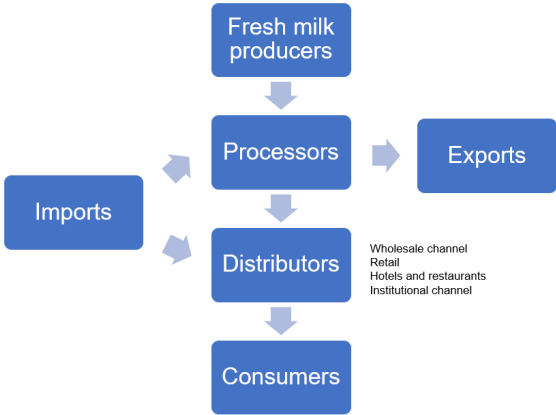 Fresh milk
producers
Processors
Exports
Imports
Distributors
Wholesale channel
Retail
Hotels and restaurants
Institutional channel
Consumers